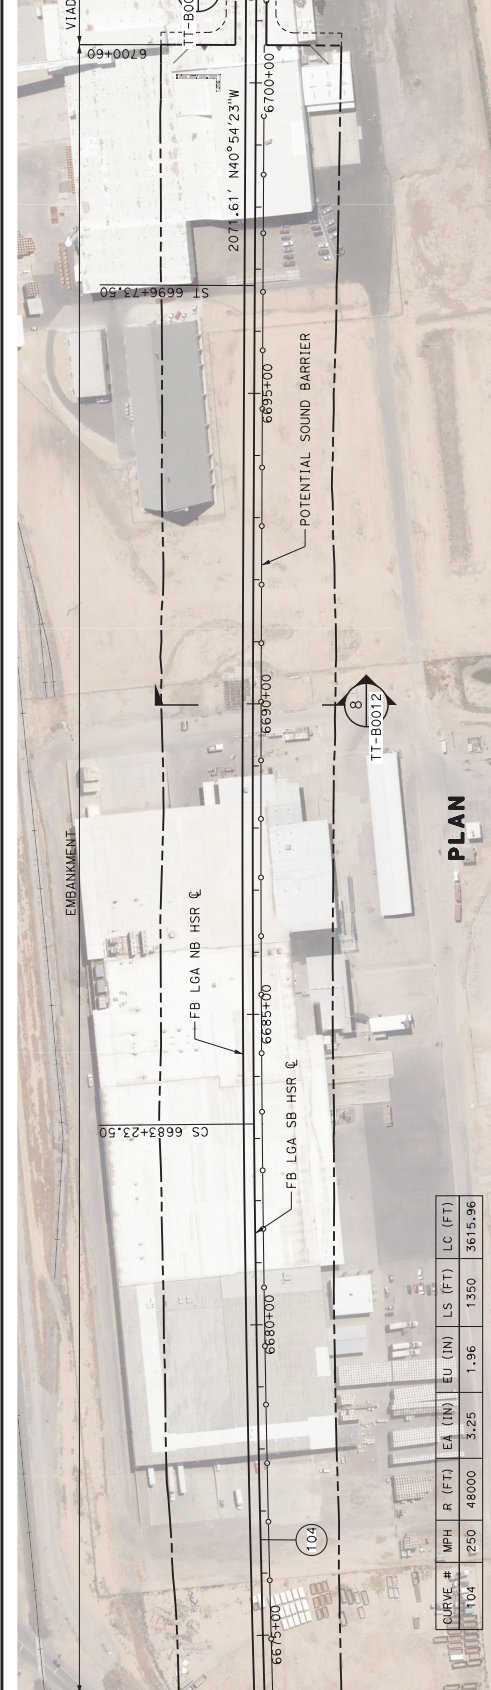 VIAD
6700+60
TT-B00
6700+00
2071.61' N40°54'23"W
ST 6696+73.50
6695+00
POTENTIAL SOUND BARRIER
6690+00
8
TT-B0012
PLAN
EMBANKMENT
FB LGA NB HSR ℄
6685+00
CS 6683+23.50
FB LGA SB HSR ℄
6680+00
104
6675+00
CURVE # MPH R (FT) EA (IN) EU (IN) LS (FT) LC (FT)
104 250 48000 3.25 1.96 1350 3615.96